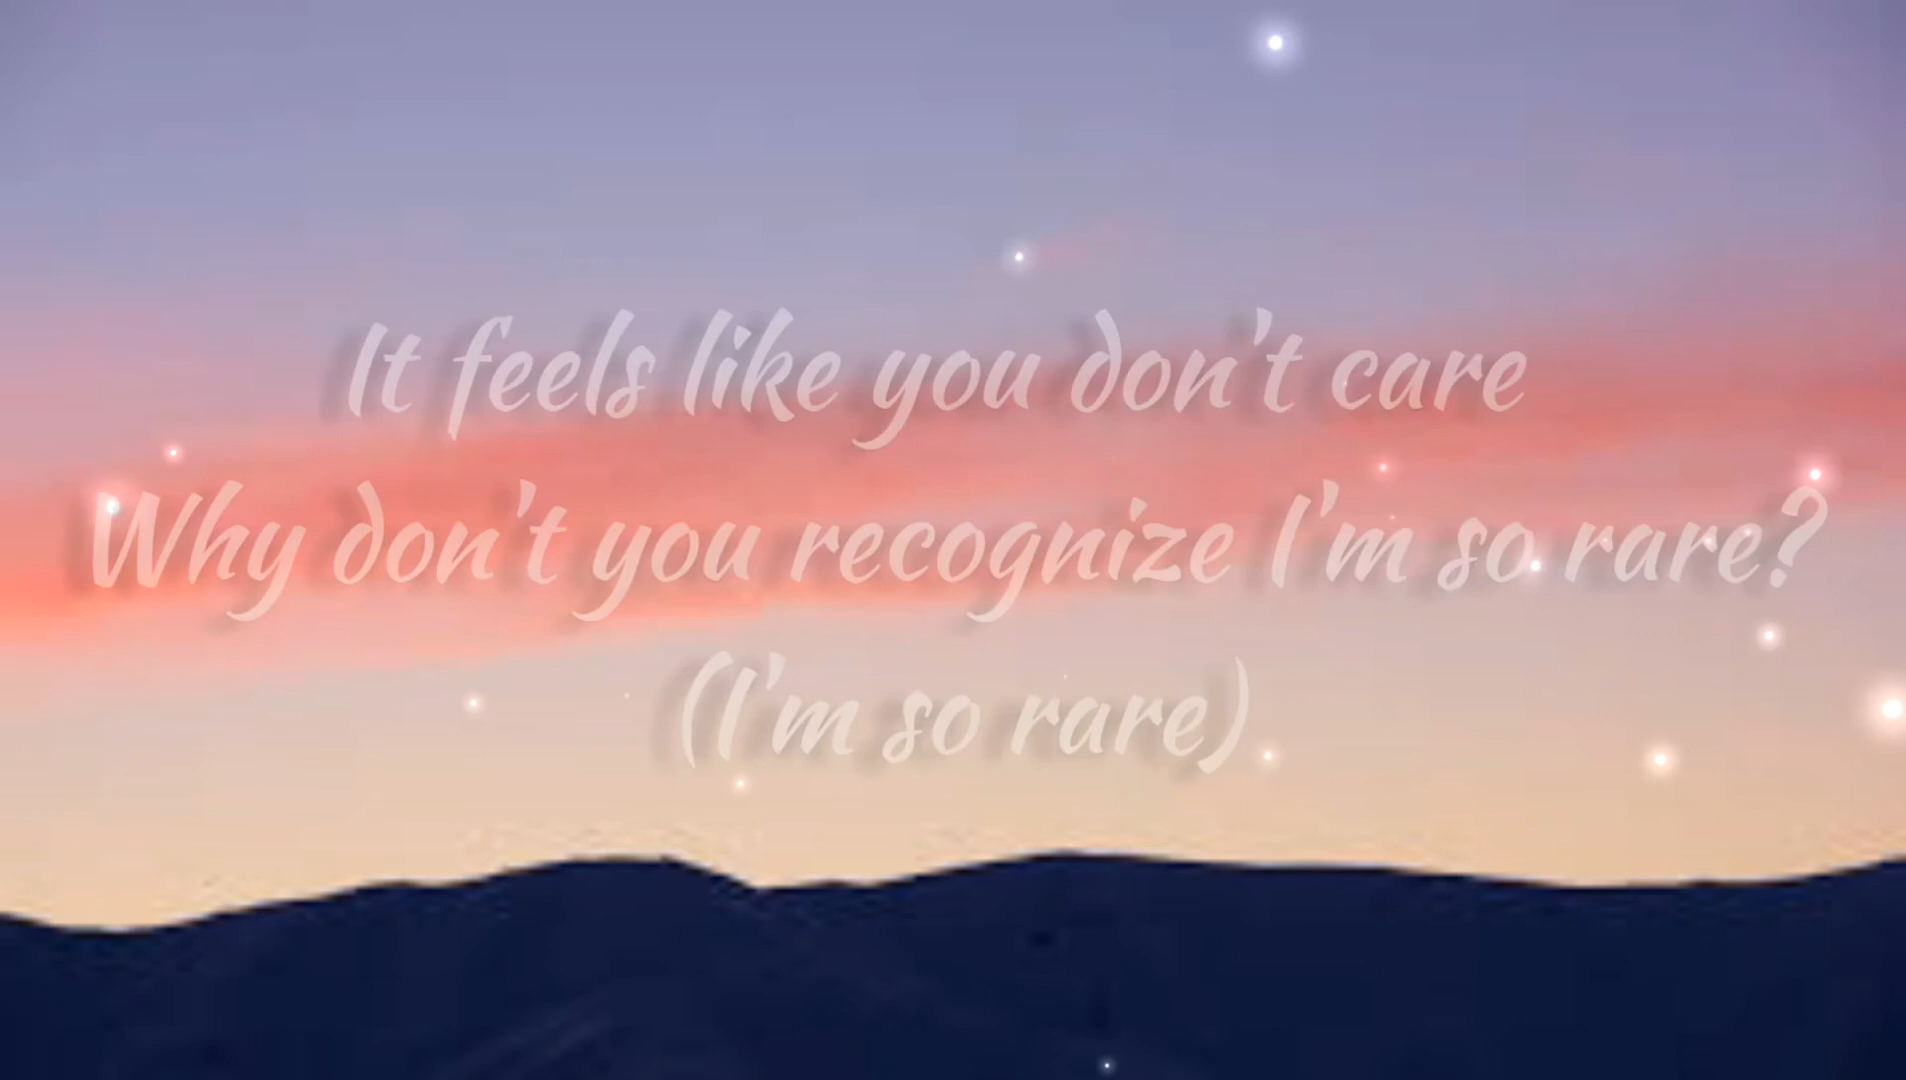 It feels like you don't care
Why don't you recognize I'm so rare?
(I'm so rare)